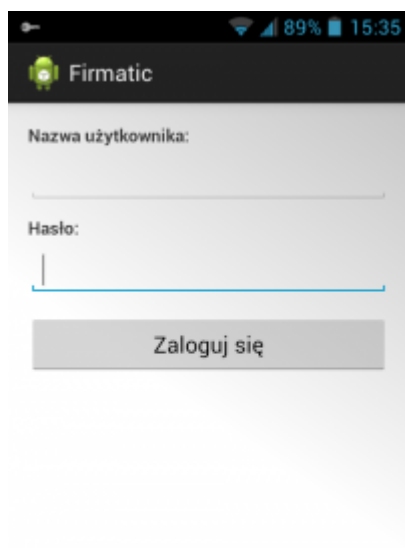 89% 15:35
Firmatic
Nazwa użytkownika:
Hasło:
Zaloguj się